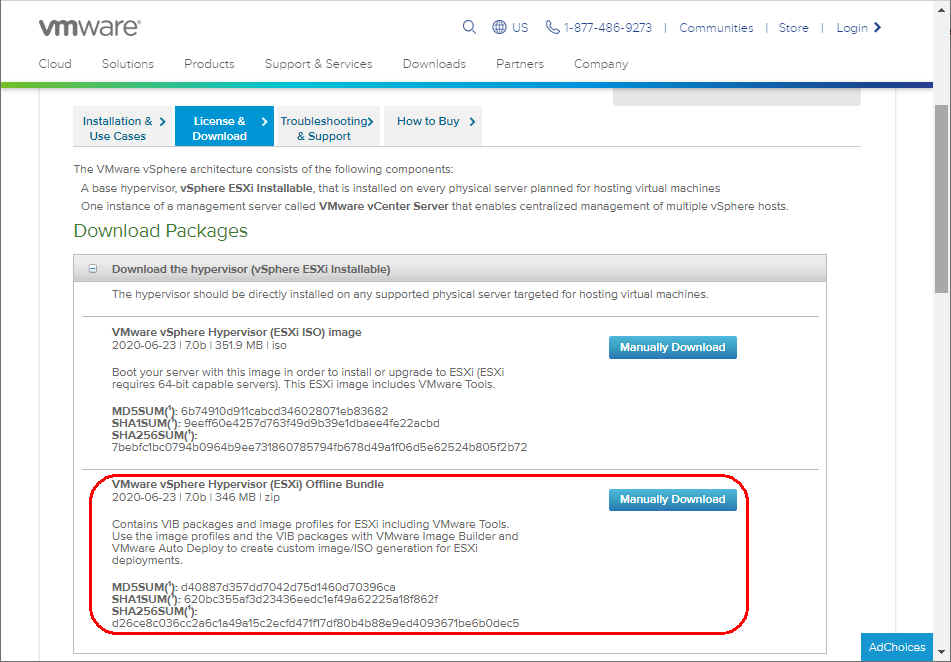 vmware®
US 1-877-486-9273 | Communities | Store | Login
Cloud Solutions Products Support & Services Downloads Partners Company
Installation & Use Cases
License & Download
Troubleshooting & Support
How to Buy
The VMware vSphere architecture consists of the following components:
A base hypervisor, vSphere ESXi Installable, that is installed on every physical server planned for hosting virtual machines
One instance of a management server called VMware vCenter Server that enables centralized management of multiple vSphere hosts.
Download Packages
Download the hypervisor (vSphere ESXi Installable)
The hypervisor should be directly installed on any supported physical server targeted for hosting virtual machines.
VMware vSphere Hypervisor (ESXi ISO) image
2020-06-23 | 7.0b | 351.9 MB | iso
Manually Download
Boot your server with this image in order to install or upgrade to ESXi (ESXi
requires 64-bit capable servers). This ESXi image includes VMware Tools.
MD5SUM(¹): 6b74910d911cabcd346028071eb83682
SHA1SUM(¹): 9eeff60e4257d763f49d9b39e1dbaee4fe22acbd
SHA256SUM(¹):
7bebfc1bc0794b0964b9ee731860785794fb678d49a1f06d5e62524b805f2b72
VMware vSphere Hypervisor (ESXi) Offline Bundle
2020-06-23 | 7.0b | 346 MB | zip
Manually Download
Contains VIB packages and image profiles for ESXi including VMware Tools.
Use the image profiles and the VIB packages with VMware Image Builder and
VMware Auto Deploy to create custom image/ISO generation for ESXi
deployments.
MD5SUM(¹): d40887d357dd7042d75d1460d70396ca
SHA1SUM(¹): 620bc355af3d23436eedc1ef49a62225a18f862f
SHA256SUM(¹):
d26ce8c036cc2a6c1a49a15c2ecfd471f17df80b4b88e9ed4093671be6b0dec5
AdChoices